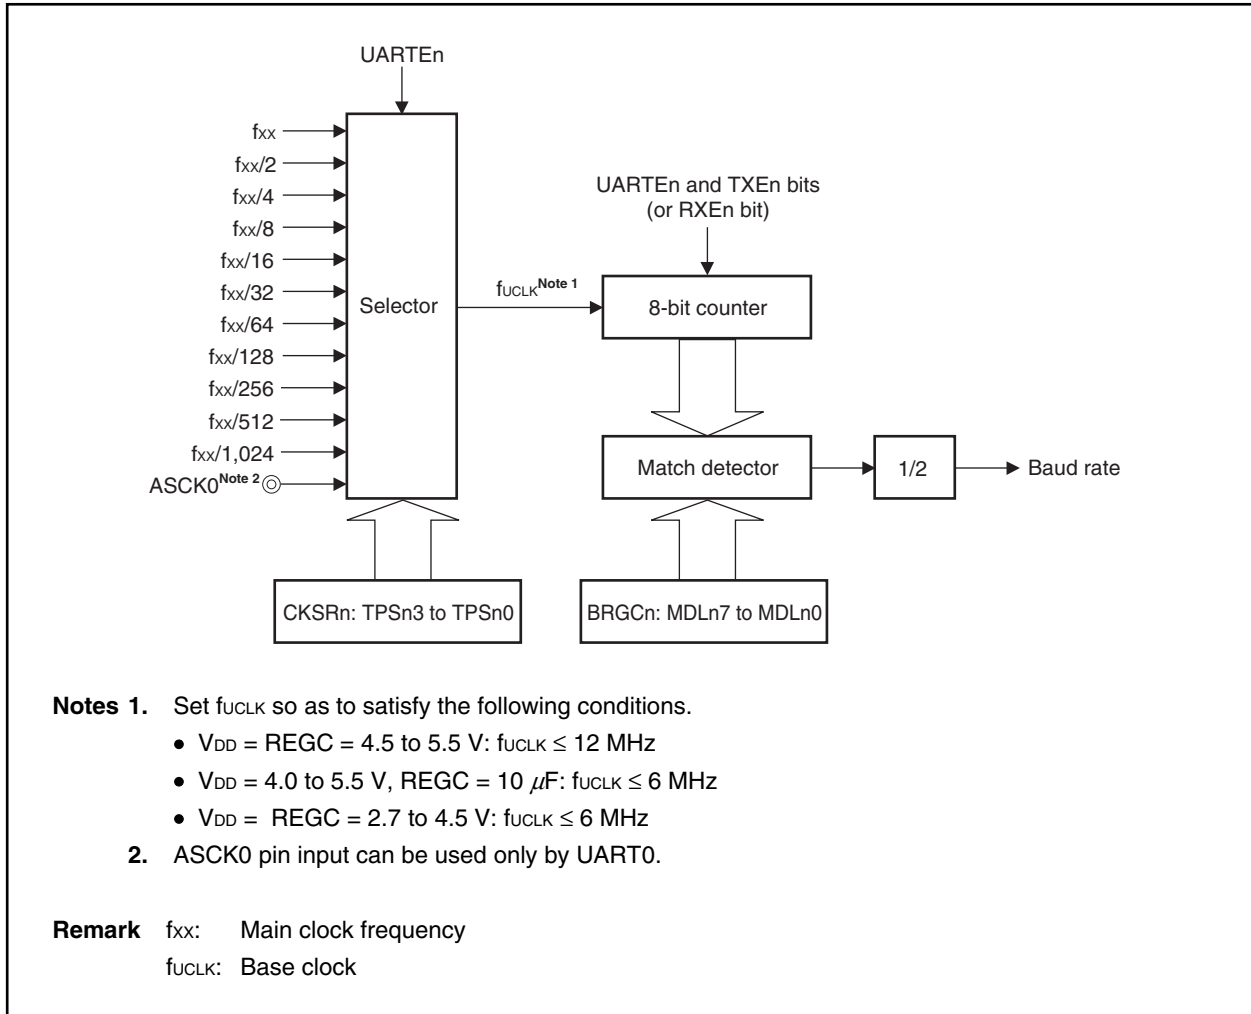 UARTEn
fxx
fxx/2
fxx/4
fxx/8
fxx/16
fxx/32
fxx/64
fxx/128
fxx/256
fxx/512
fxx/1,024
ASCK0Note 2
Selector
fUCLKNote 1
UARTEn and TXEn bits
(or RXEn bit)
8-bit counter
Match detector
1/2
Baud rate
CKSRn: TPSn3 to TPSn0
BRGCn: MDLn7 to MDLn0
Notes 1. Set fUCLK so as to satisfy the following conditions.
• VDD = REGC = 4.5 to 5.5 V: fUCLK ≤ 12 MHz
• VDD = 4.0 to 5.5 V, REGC = 10 μF: fUCLK ≤ 6 MHz
• VDD = REGC = 2.7 to 4.5 V: fUCLK ≤ 6 MHz
2. ASCK0 pin input can be used only by UART0.
Remark fxx: Main clock frequency
fUCLK: Base clock